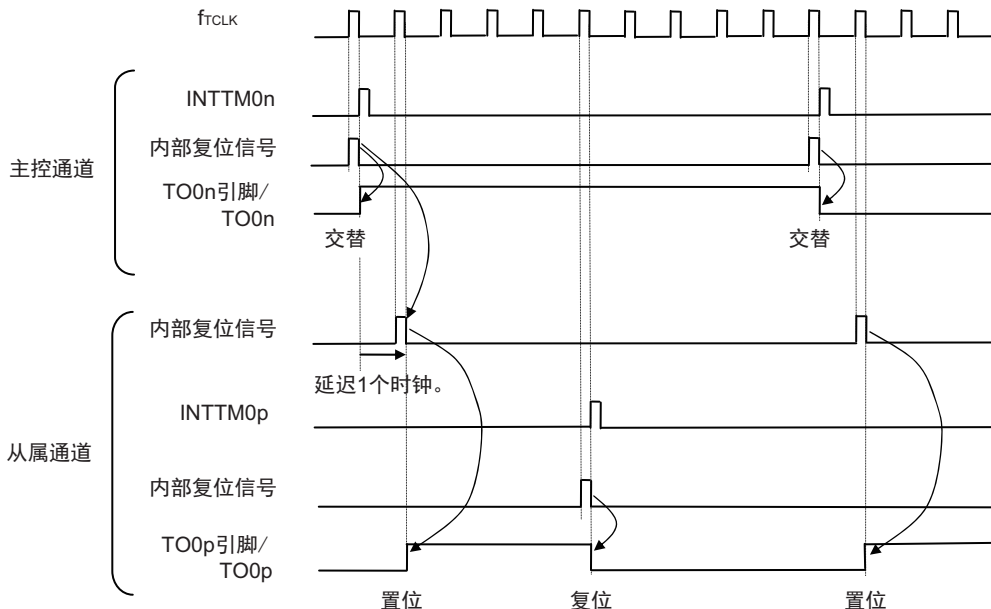 fTCLK
INTTM0n
内部复位信号
主控通道
TO0n引脚/
TO0n
交替
交替
内部复位信号
延迟1个时钟。
INTTM0p
从属通道
内部复位信号
TO0p引脚/
TO0p
置位
复位
置位